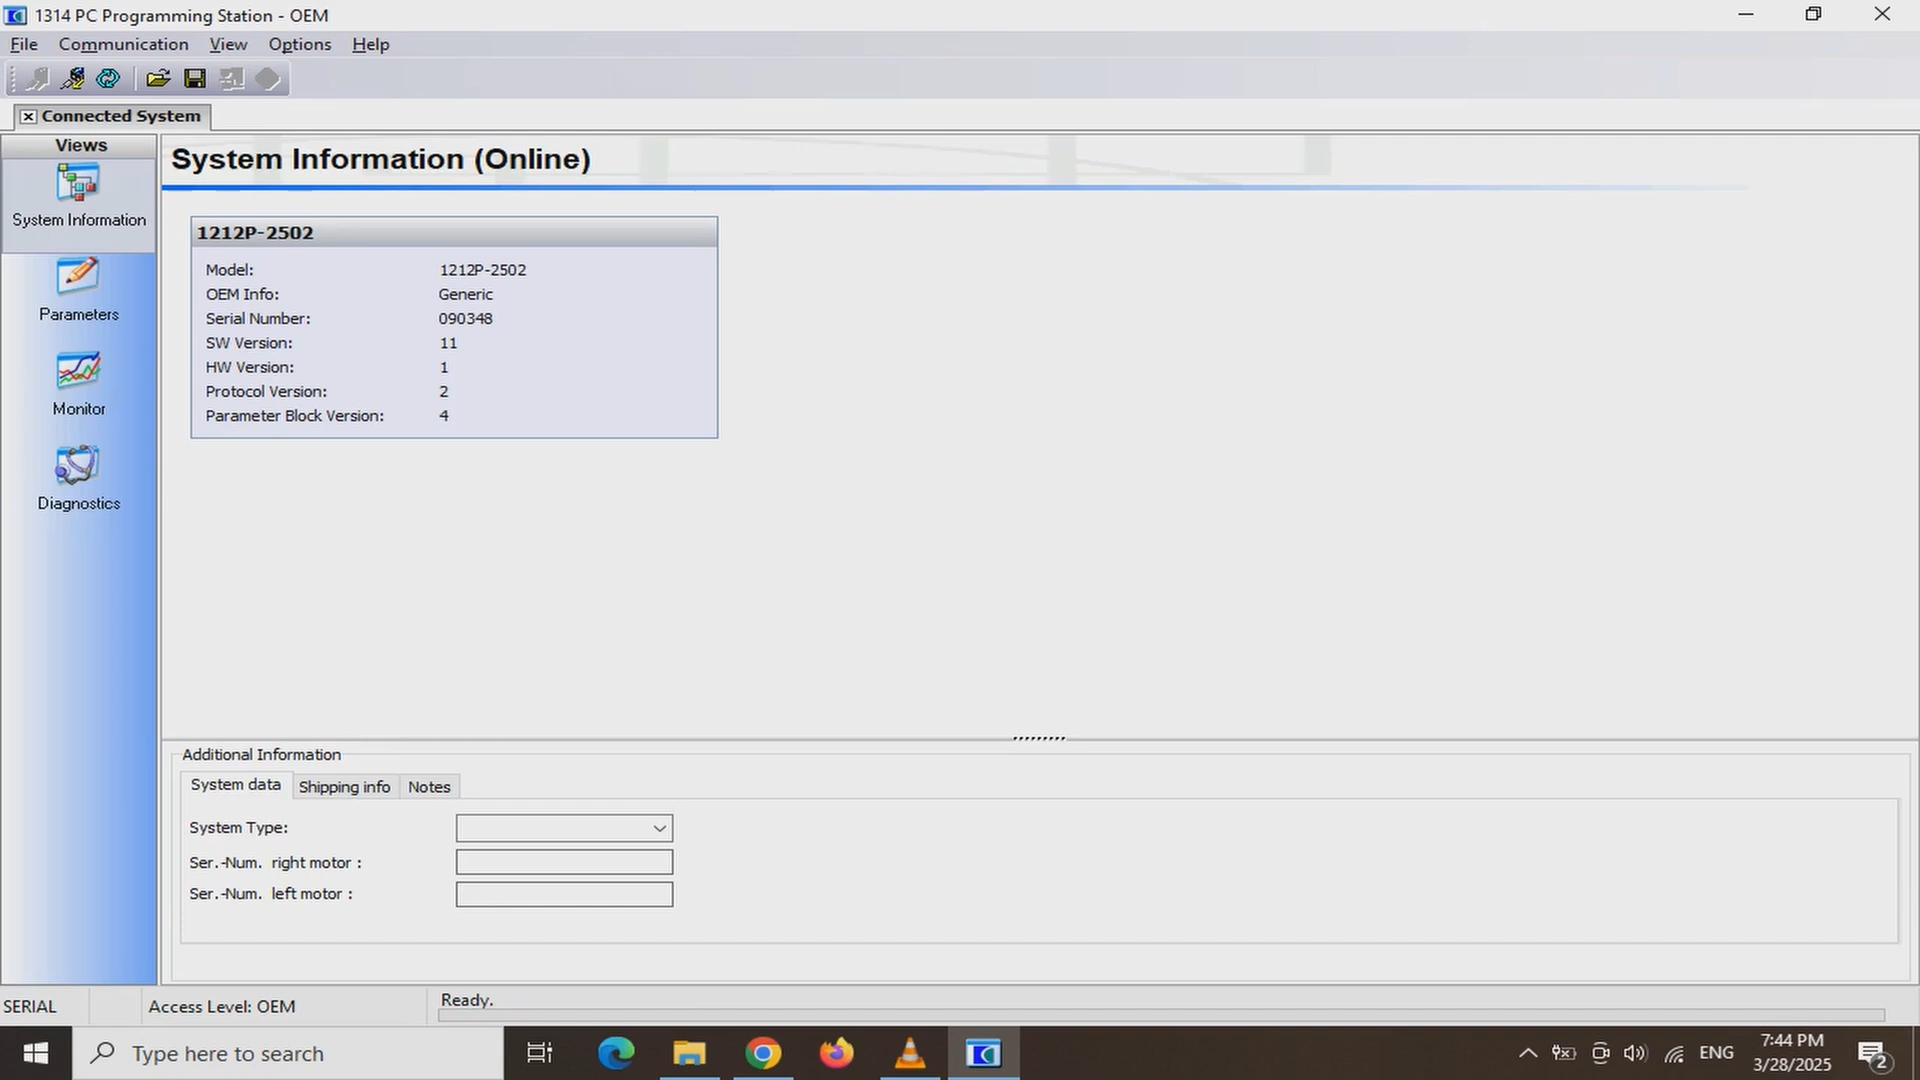 1314 PC Programming Station - OEM
File Communication View Options Help
Connected System
Views
System Information
Parameters
Monitor
Diagnostics
System Information (Online)
1212P-2502
Model: 1212P-2502
OEM Info: Generic
Serial Number: 090348
SW Version: 11
HW Version: 1
Protocol Version: 2
Parameter Block Version: 4
Additional Information
System data Shipping info Notes
System Type:
Ser.-Num. right motor :
Ser.-Num. left motor :
SERIAL Access Level: OEM Ready.
Type here to search
ENG
7:44 PM
3/28/2025
2